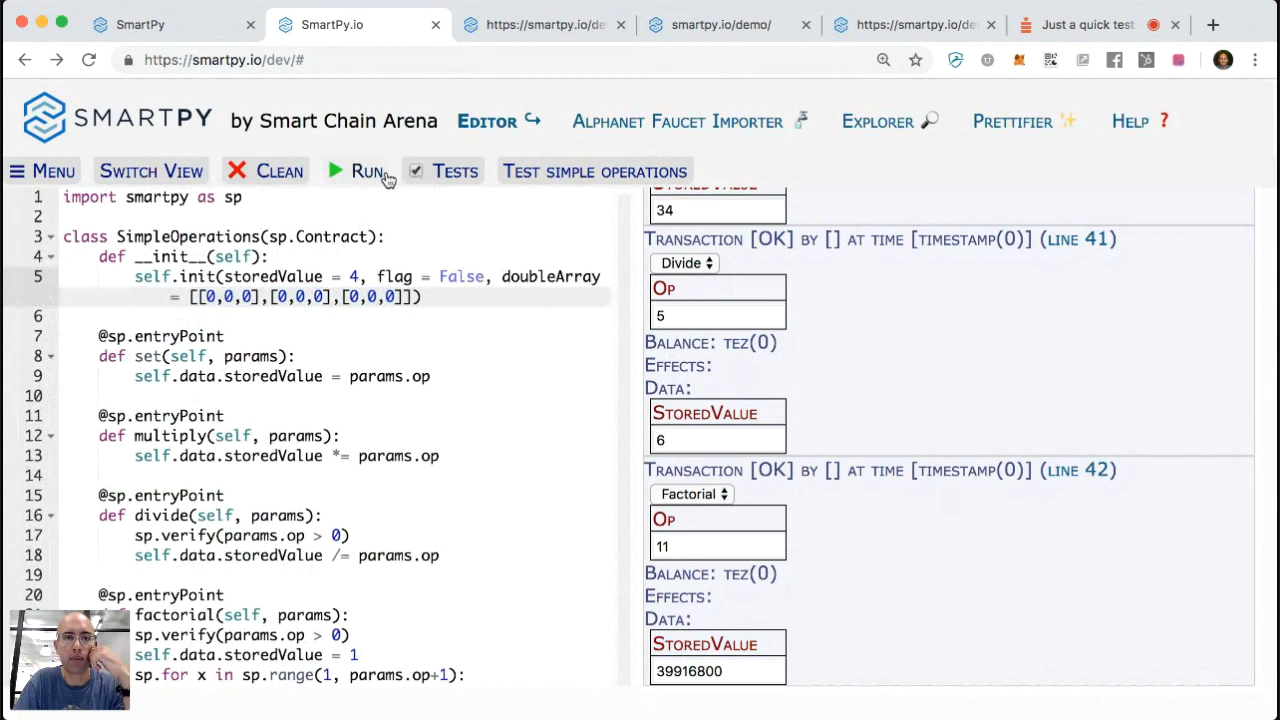 SmartPy
SmartPy.io
https://smartpy.io/de
smartpy.io/demo/
https://smartpy.io/de
Just a quick test
https://smartpy.io/dev/#
SMARTPY by Smart Chain Arena
EDITOR
ALPHANET FAUCET IMPORTER
EXPLORER
PRETTIFIER
HELP ?
MENU
SWITCH VIEW
CLEAN
RUN
TESTS
TEST SIMPLE OPERATIONS
1 import smartpy as sp
2
3 class SimpleOperations(sp.Contract):
4 def __init__(self):
5 self.init(storedValue = 4, flag = False, doubleArray
= [[0,0,0],[0,0,0],[0,0,0]])
6
7 @sp.entryPoint
8 def set(self, params):
9 self.data.storedValue = params.op
10
11 @sp.entryPoint
12 def multiply(self, params):
13 self.data.storedValue *= params.op
14
15 @sp.entryPoint
16 def divide(self, params):
17 sp.verify(params.op > 0)
18 self.data.storedValue /= params.op
19
20 @sp.entryPoint
factorial(self, params):
sp.verify(params.op > 0)
self.data.storedValue = 1
sp.for x in sp.range(1, params.op+1):
STOREDVALUE
34
TRANSACTION [OK] BY [] AT TIME [TIMESTAMP(0)] (LINE 41)
Divide
OP
5
BALANCE: TEZ(0)
EFFECTS:
DATA:
STOREDVALUE
6
TRANSACTION [OK] BY [] AT TIME [TIMESTAMP(0)] (LINE 42)
Factorial
OP
11
BALANCE: TEZ(0)
EFFECTS:
DATA:
STOREDVALUE
39916800